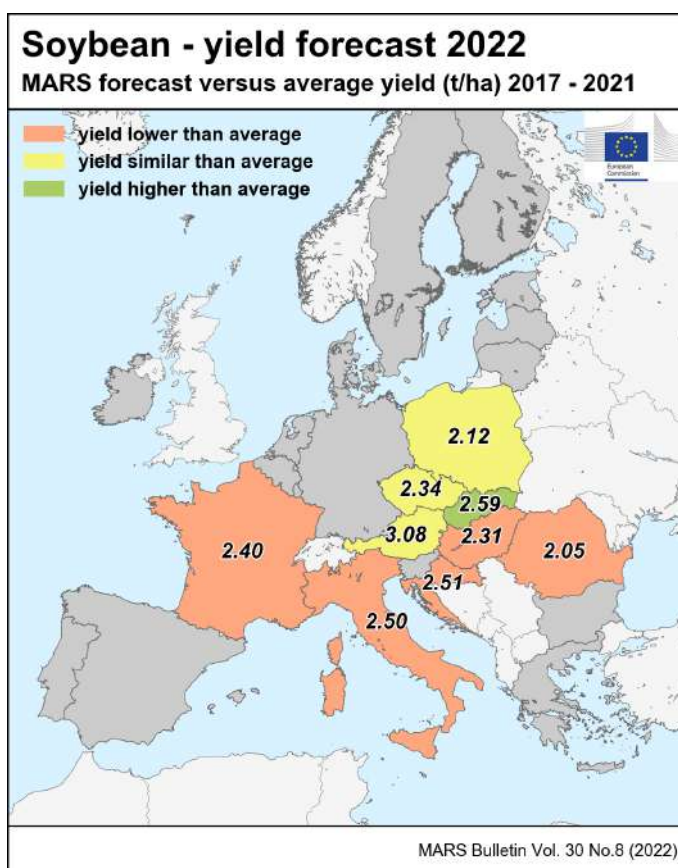 Soybean - yield forecast 2022
MARS forecast versus average yield (t/ha) 2017 - 2021
yield lower than average
yield similar than average
yield higher than average
European
Commission
2.12
2.34
2.59
3.08
2.31
2.40
2.05
2.51
2.50
MARS Bulletin Vol. 30 No.8 (2022)